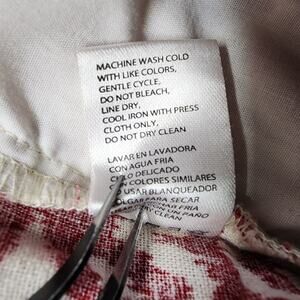 MACHINE WASH COLD
WITH LIKE COLORS,
GENTLE CYCLE,
DO NOT BLEACH,
LINE DRY,
COOL IRON WITH PRESS
CLOTH ONLY,
DO NOT DRY CLEAN
LAVAR EN LAVADORA
CON AGUA FRIA
DELICADO
COLORES SIMILARES
USAR BLANQUEADOR
PARA SECAR
FRIA
UN PAÑO
DRY CLEAN